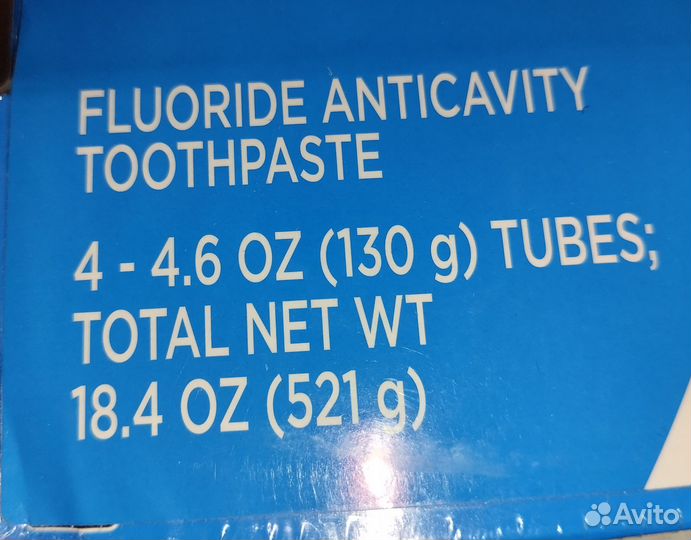 FLUORIDE ANTICAVITY
TOOTHPASTE
4 - 4.6 OZ (130 g) TUBES;
TOTAL NET WT
18.4 OZ (521 g)
Avito